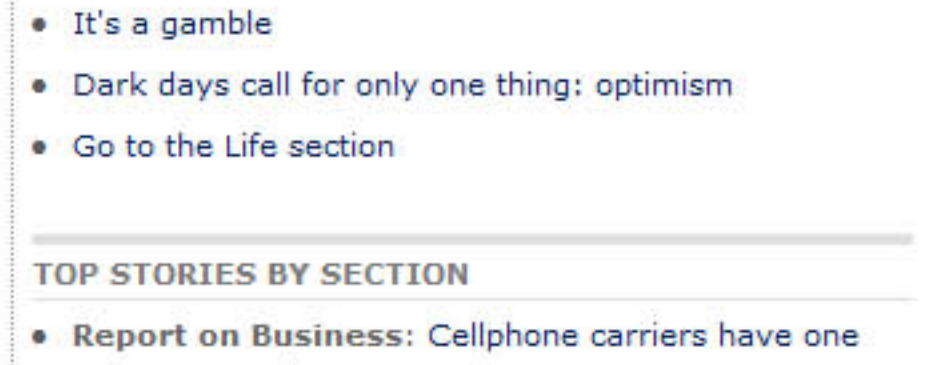 It's a gamble
Dark days call for only one thing: optimism
Go to the Life section
TOP STORIES BY SECTION
Report on Business: Cellphone carriers have one